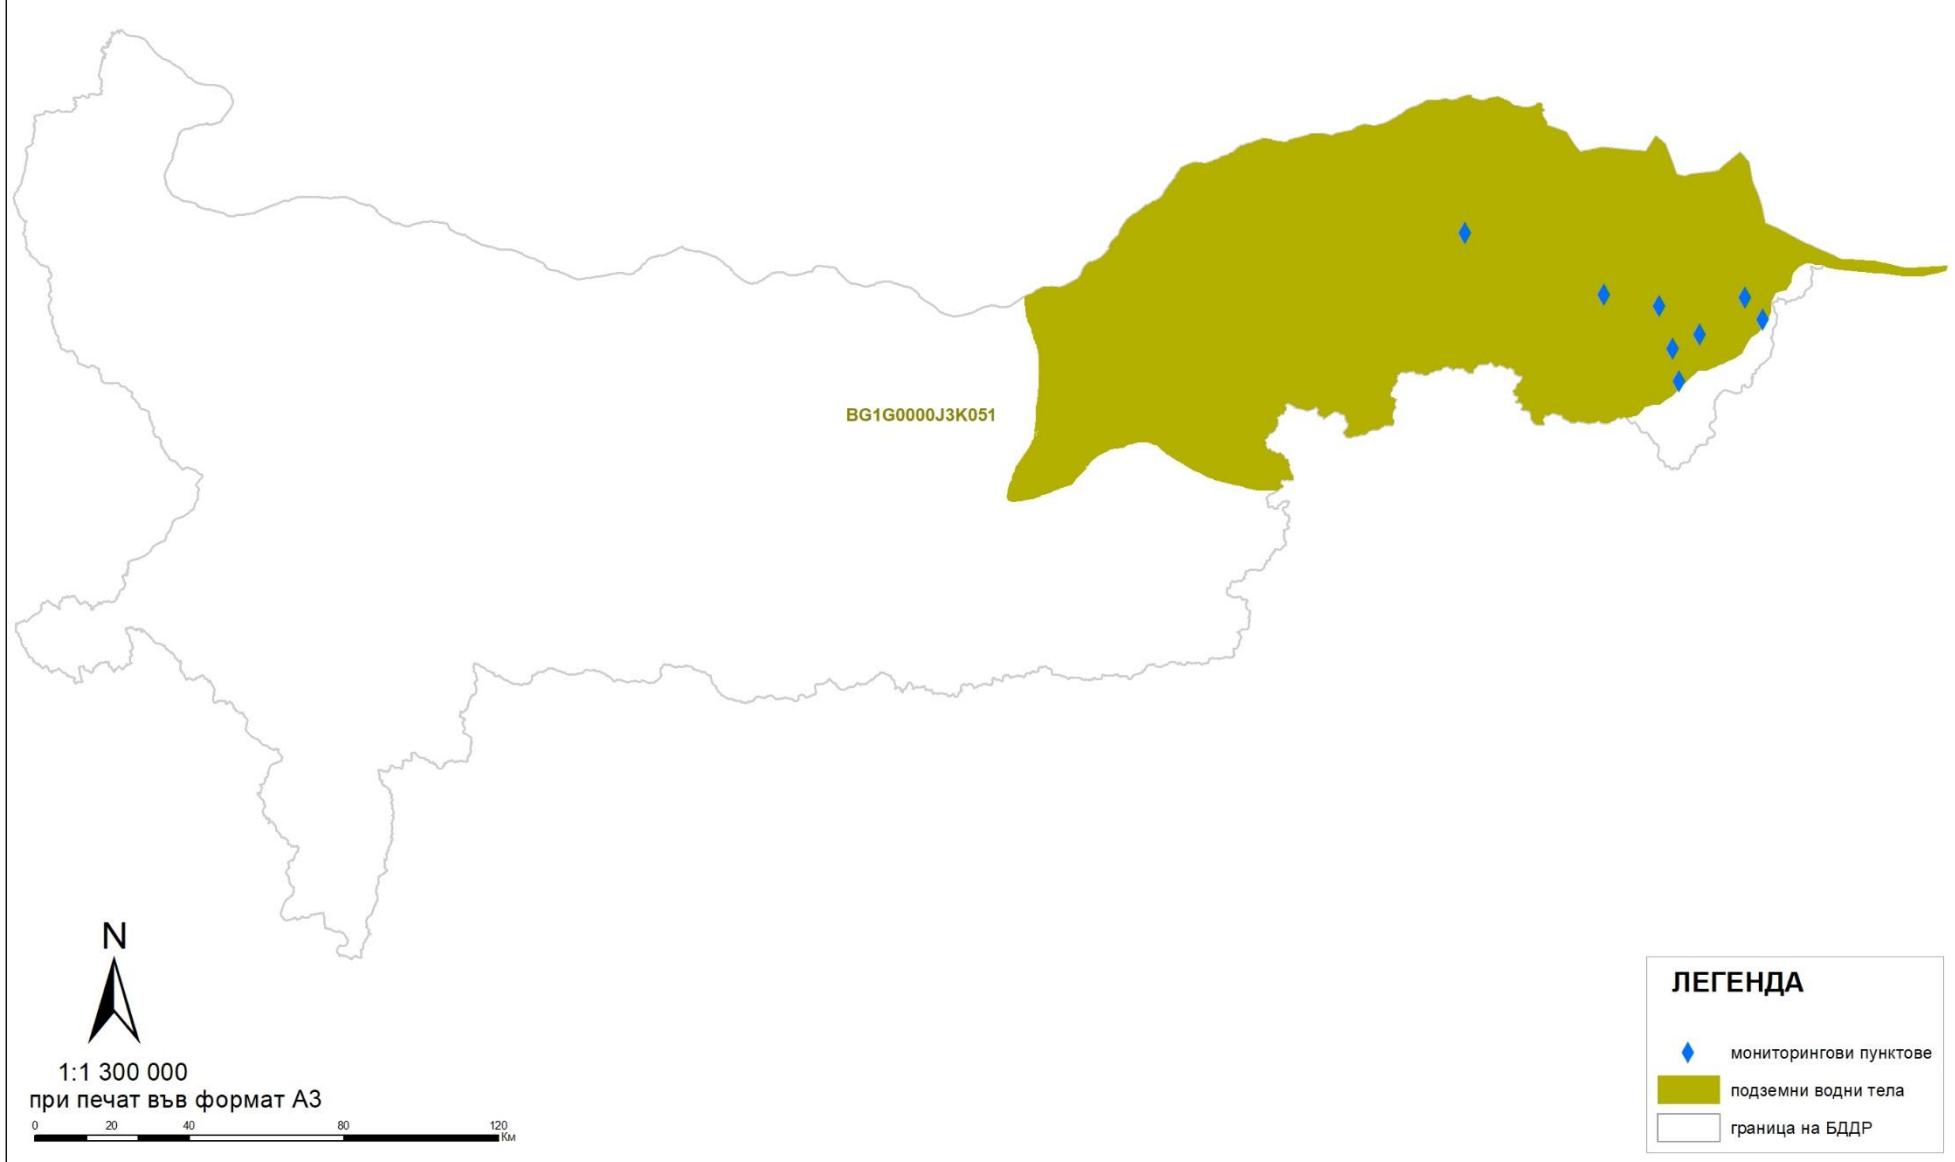 BG1G0000J3K051
N
1:1 300 000
при печат във формат А3
0 20 40 80 120
Км
ЛЕГЕНДА
мониторингови пунктове
подземни водни тела
граница на БДДР